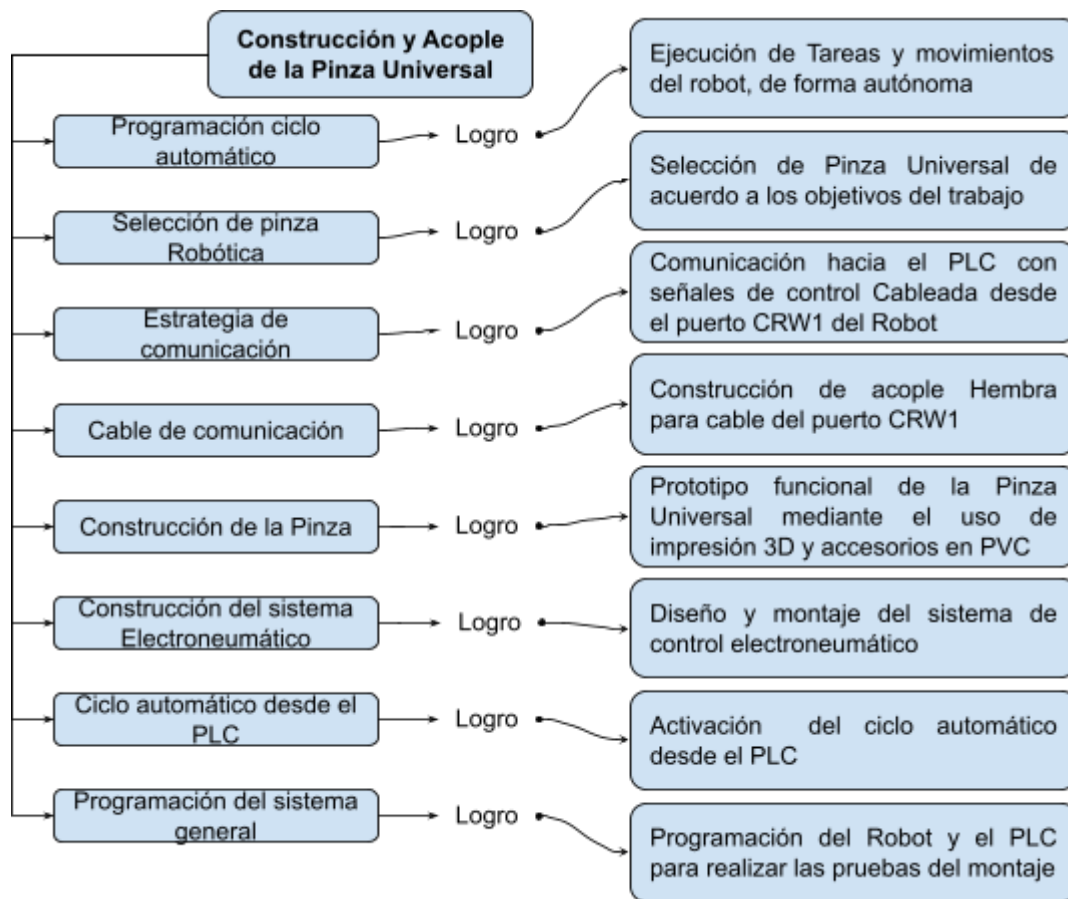 Construcción y Acople
de la Pinza Universal
Programación ciclo
automático
Logro
Ejecución de Tareas y movimientos
del robot, de forma autónoma
Selección de pinza
Robótica
Logro
Selección de Pinza Universal de
acuerdo a los objetivos del trabajo
Estrategia de
comunicación
Logro
Comunicación hacia el PLC con
señales de control Cableada desde
el puerto CRW1 del Robot
Cable de comunicación
Logro
Construcción de acople Hembra
para cable del puerto CRW1
Construcción de la Pinza
Logro
Prototipo funcional de la Pinza
Universal mediante el uso de
impresión 3D y accesorios en PVC
Construcción del sistema
Electroneumático
Logro
Diseño y montaje del sistema de
control electroneumático
Ciclo automático desde el
PLC
Logro
Activación del ciclo automático
desde el PLC
Programación del sistema
general
Logro
Programación del Robot y el PLC
para realizar las pruebas del montaje